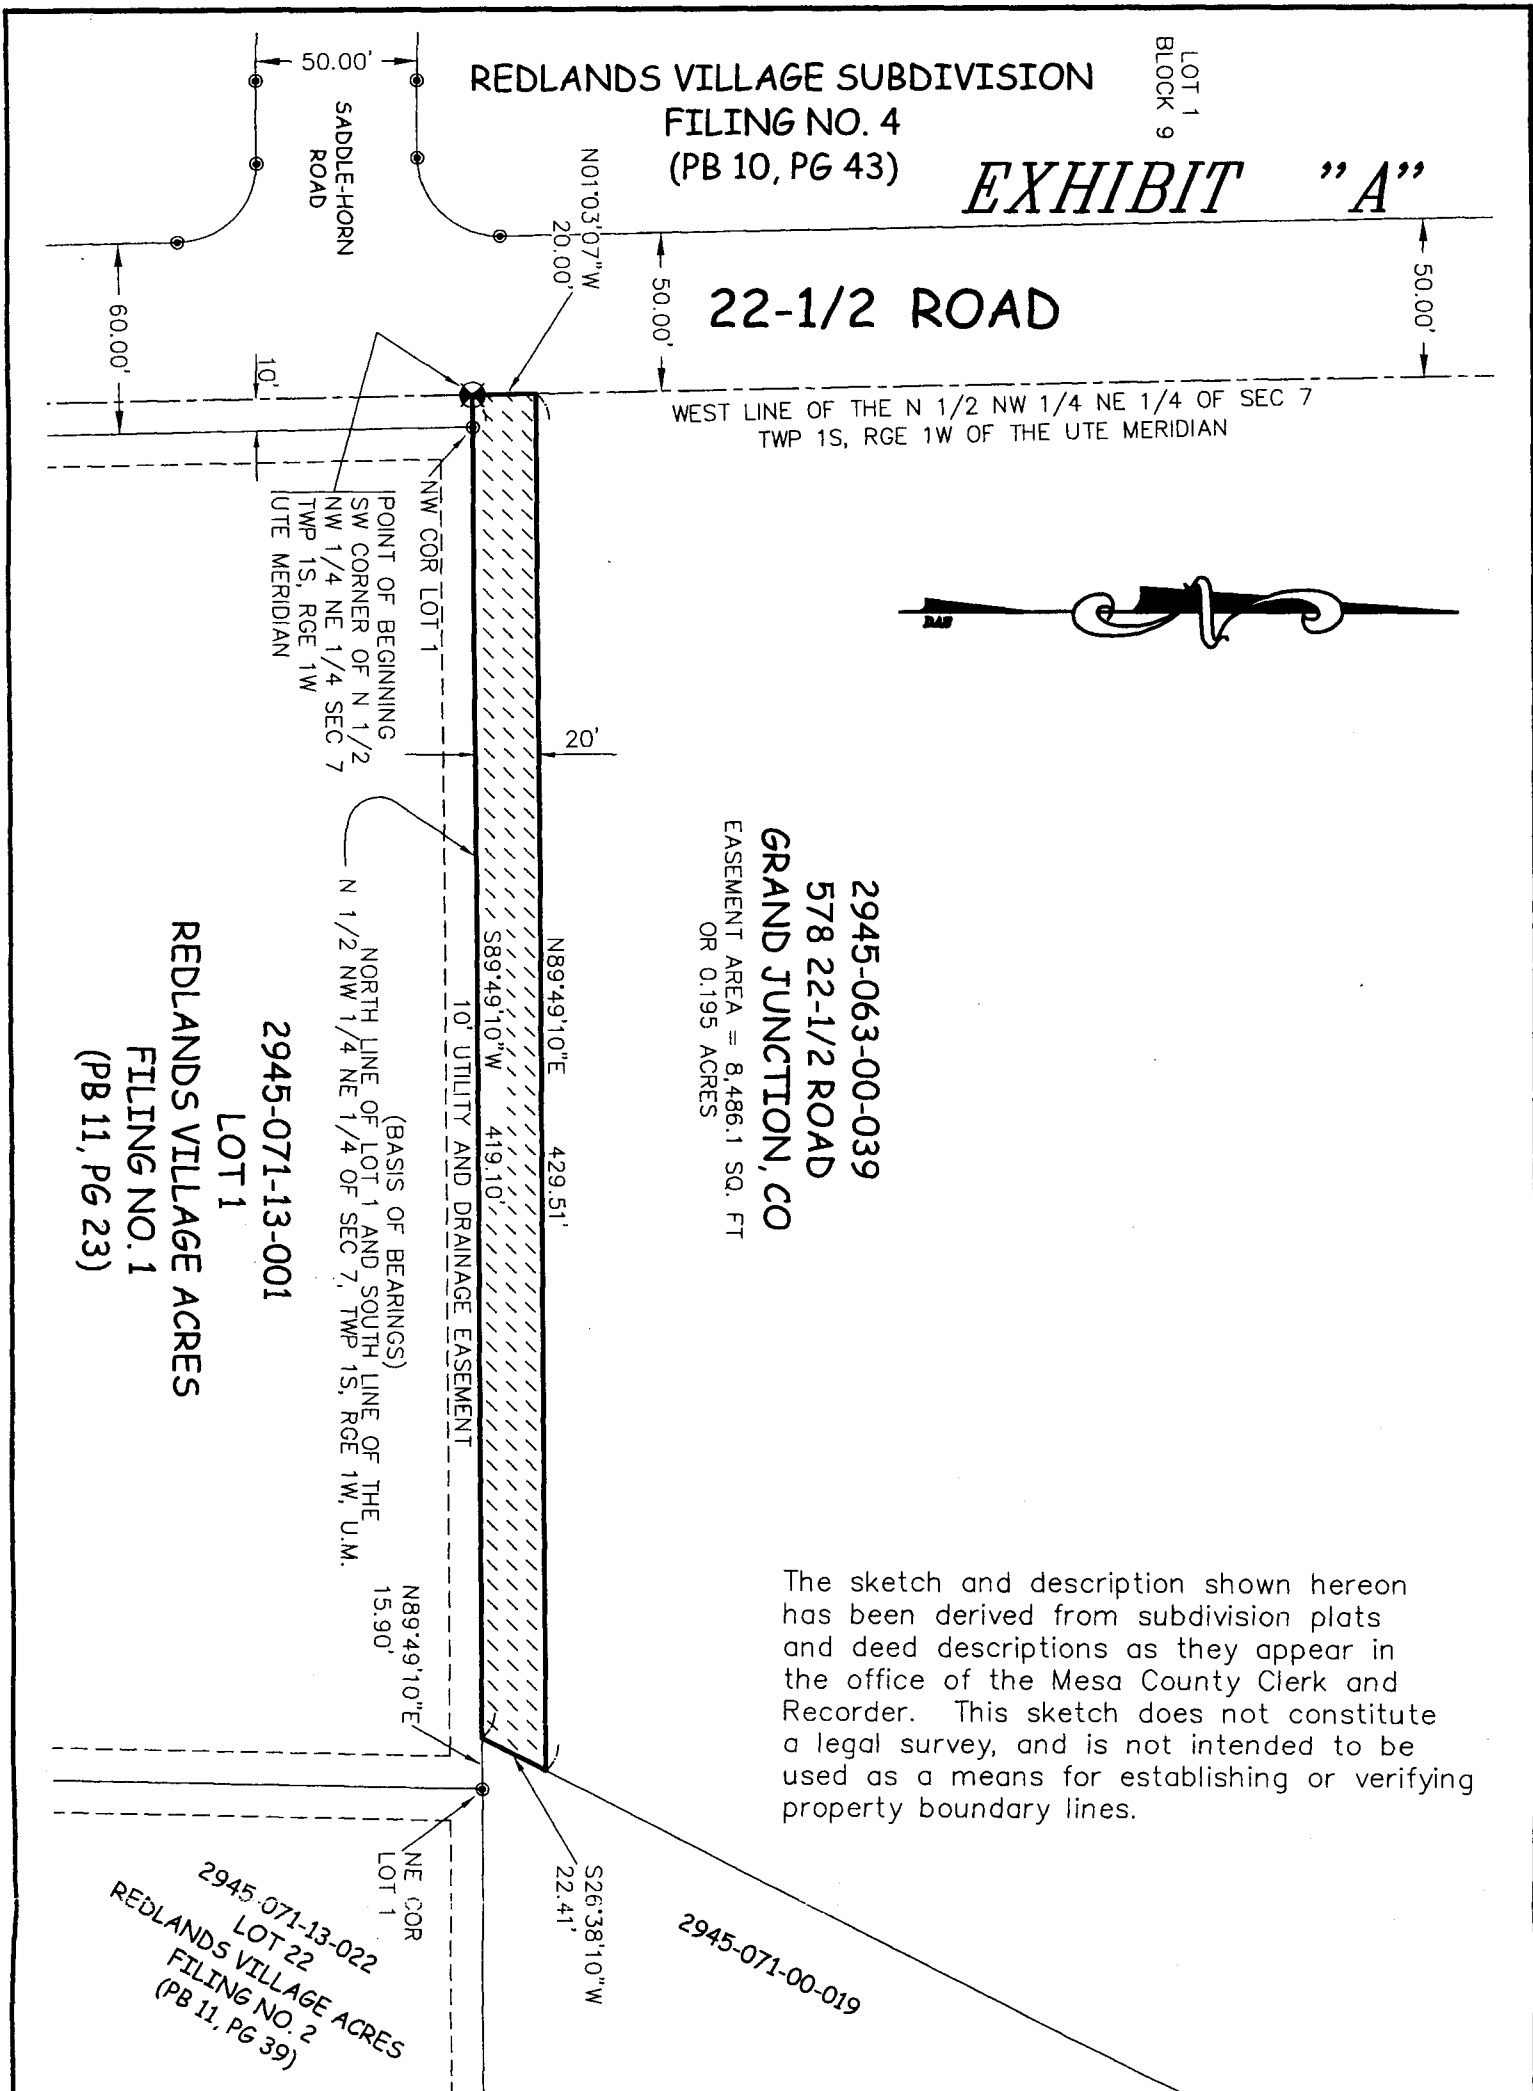 LOT 1
BLOCK 9
REDLANDS VILLAGE SUBDIVISION
FILING NO. 4
(PB 10, PG 43)
EXHIBIT "A"
50.00'
SADDLE-HORN
ROAD
N01°03'07"W
20.00'
50.00'
50.00'
22-1/2 ROAD
60.00'
10'
WEST LINE OF THE N 1/2 NW 1/4 NE 1/4 OF SEC 7
TWP 1S, RGE 1W OF THE UTE MERIDIAN
NW COR LOT 1
POINT OF BEGINNING
SW CORNER OF N 1/2
NW 1/4 NE 1/4 SEC 7
TWP 1S, RGE 1W
UTE MERIDIAN
20'
2945-063-00-039
578 22-1/2 ROAD
GRAND JUNCTION, CO
EASEMENT AREA = 8,486.1 SQ. FT
OR 0.195 ACRES
N89°49'10"E 429.51'
S89°49'10"W 419.10'
10' UTILITY AND DRAINAGE EASEMENT
(BASIS OF BEARINGS)
NORTH LINE OF LOT 1 AND SOUTH LINE OF THE
N 1/2 NW 1/4 NE 1/4 OF SEC 7, TWP 1S, RGE 1W, U.M.
2945-071-13-001
LOT 1
REDLANDS VILLAGE ACRES
FILING NO. 1
(PB 11, PG 23)
N89°49'10"E
15.90'
The sketch and description shown hereon
has been derived from subdivision plats
and deed descriptions as they appear in
the office of the Mesa County Clerk and
Recorder. This sketch does not constitute
a legal survey, and is not intended to be
used as a means for establishing or verifying
property boundary lines.
NE COR
LOT 1
S26°38'10"W
22.41'
2945-071-00-019
2945-071-13-022
LOT 22
REDLANDS VILLAGE ACRES
FILING NO. 2
(PB 11, PG 39)